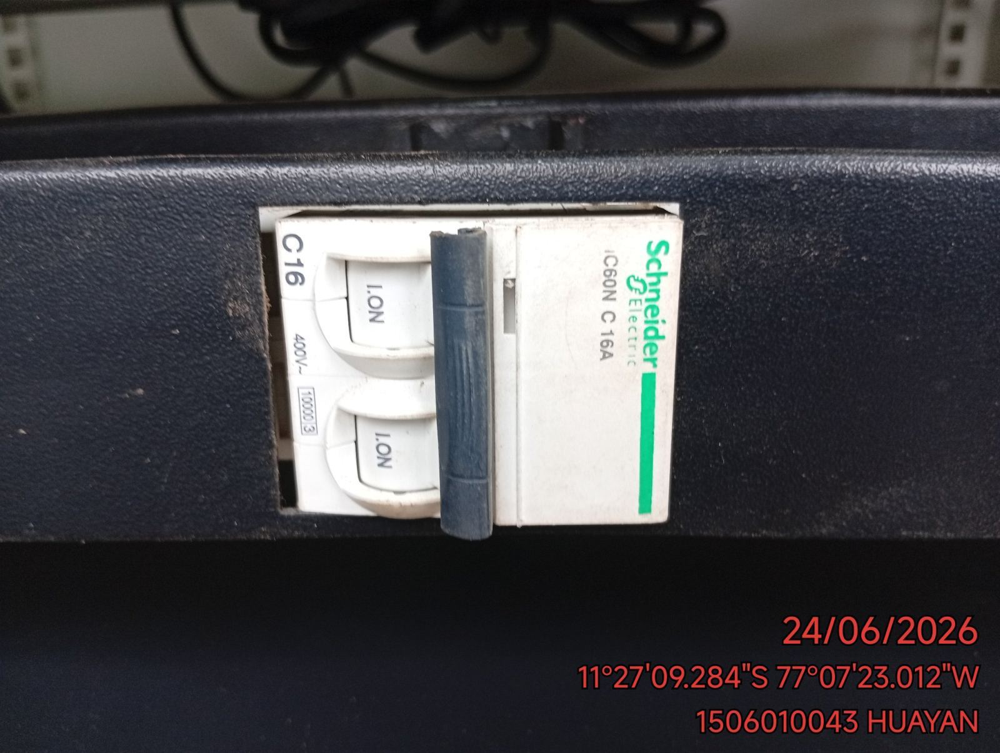 Schneider
Electric
iC60N C 16A
I.ON
I.ON
C16
400V~
10000 3
24/06/2026
11°27'09.284"S 77°07'23.012"W
1506010043 HUAYAN